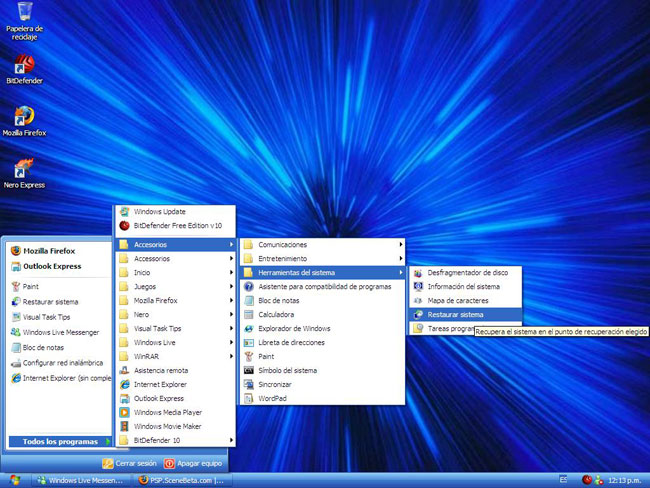 Papelera de
reciclaje
BitDefender
Mozilla Firefox
Nero Express
Windows Update
BitDefender Free Edition v10
Accesorios
Accessories
Inicio
Juegos
Mozilla Firefox
Nero
Visual Task Tips
Windows Live
WinRAR
Asistencia remota
Internet Explorer
Outlook Express
Windows Media Player
Windows Movie Maker
BitDefender 10
Mozilla Firefox
Outlook Express
Paint
Restaurar sistema
Visual Task Tips
Windows Live Messenger
Bloc de notas
Configurar red inalámbrica
Internet Explorer (sin comple
Todos los programas
Cerrar sesión
Apagar equipo
Comunicaciones
Entretenimiento
Herramientas del sistema
Asistente para compatibilidad de programas
Bloc de notas
Calculadora
Explorador de Windows
Libreta de direcciones
Paint
Símbolo del sistema
Sincronizar
WordPad
Desfragmentador de disco
Información del sistema
Mapa de caracteres
Restaurar sistema
Tareas program
Recupera el sistema en el punto de recuperación elegido
Windows Live Messen...
PSP.SceneBeta.com |...
ES
12:13 p.m.